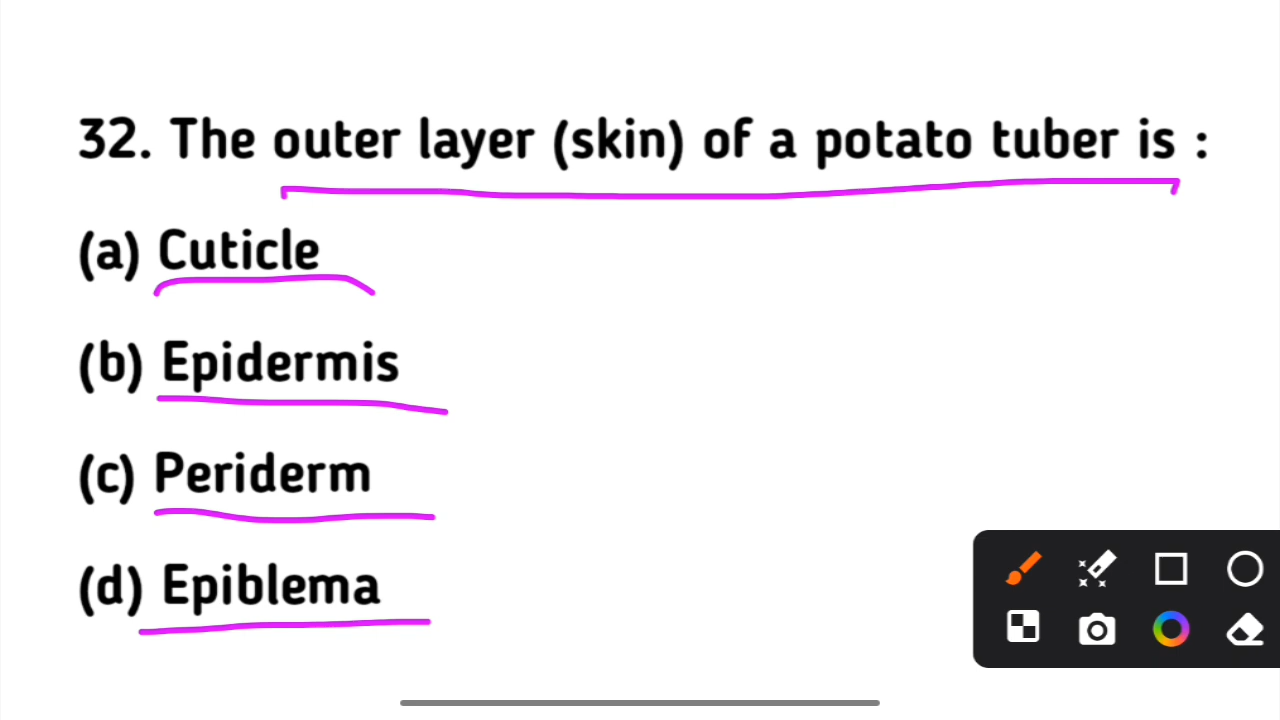 32. The outer layer (skin) of a potato tuber is :
(a) Cuticle
(b) Epidermis
(c) Periderm
(d) Epiblema